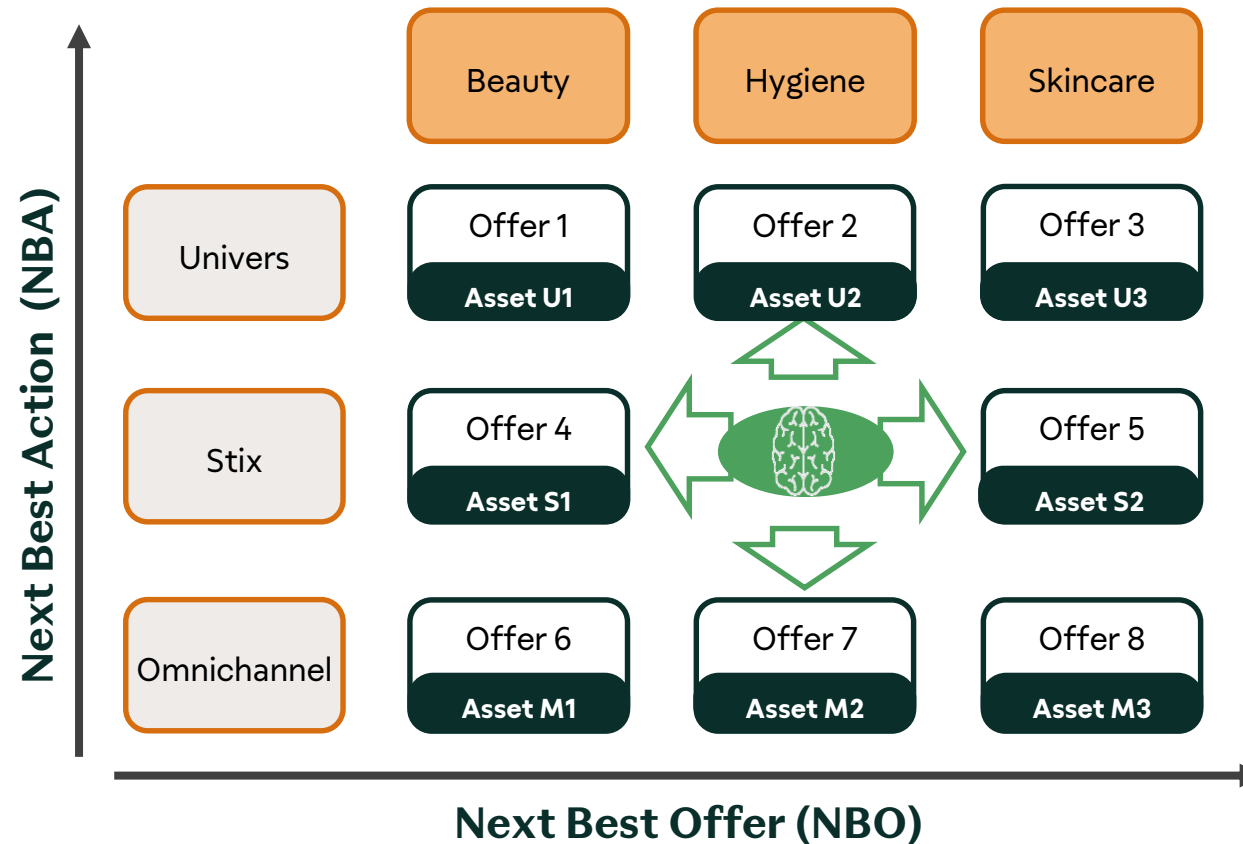 Beauty
Hygiene
Skincare
Next Best Action (NBA)
Univers
Offer 1
Asset U1
Offer 2
Asset U2
Offer 3
Asset U3
Stix
Offer 4
Asset S1
Offer 5
Asset S2
Omnichannel
Offer 6
Asset M1
Offer 7
Asset M2
Offer 8
Asset M3
Next Best Offer (NBO)